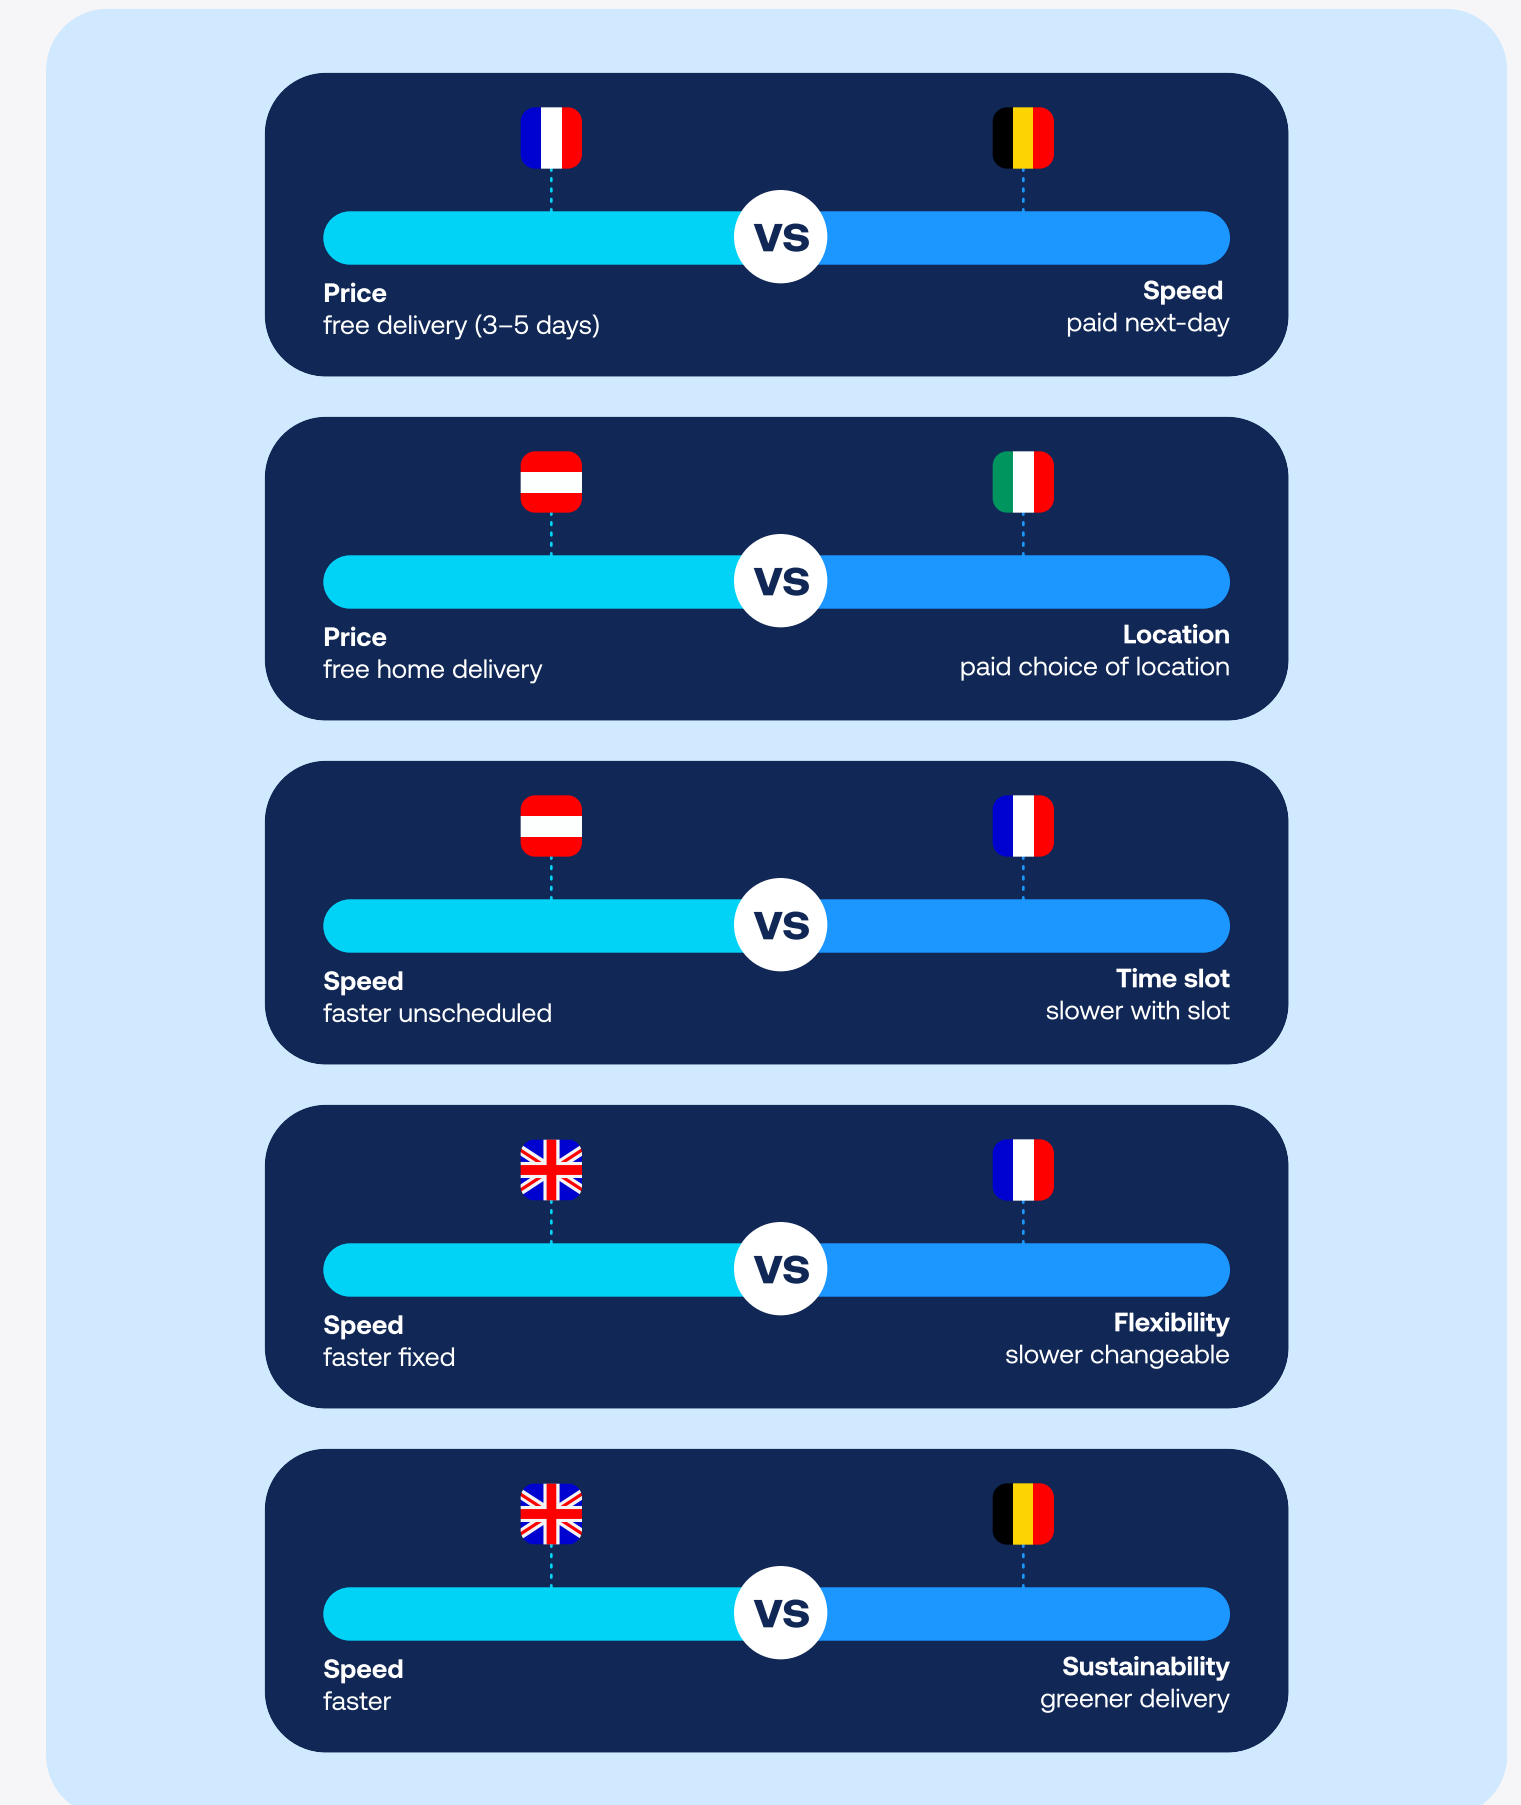 VS
Price
free delivery (3–5 days)
Speed
paid next-day
VS
Price
free home delivery
Location
paid choice of location
VS
Speed
faster unscheduled
Time slot
slower with slot
VS
Speed
faster fixed
Flexibility
slower changeable
VS
Speed
faster
Sustainability
greener delivery